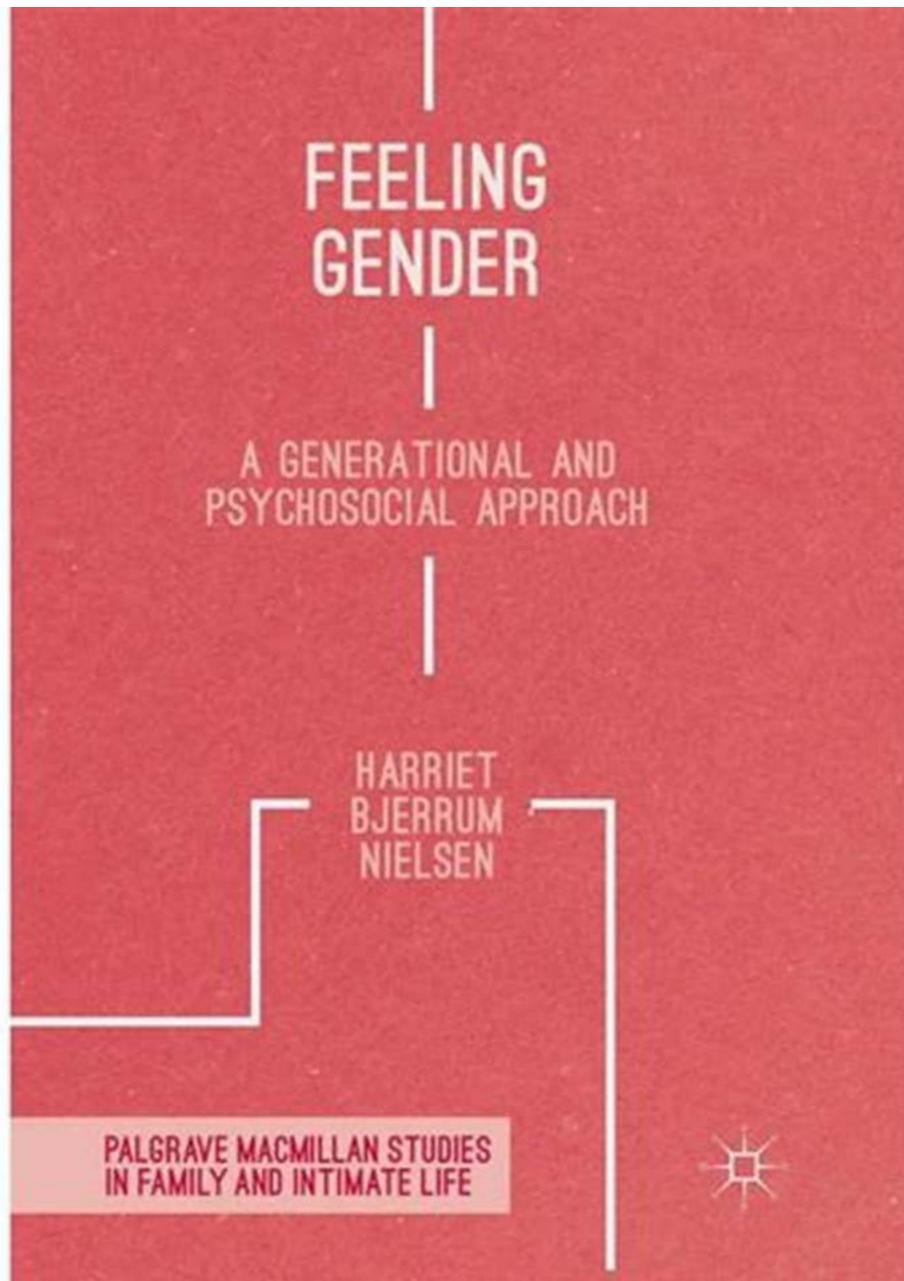 FEELING
GENDER
A GENERATIONAL AND
PSYCHOSOCIAL APPROACH
HARRIET
BJERRUM
NIELSEN
PALGRAVE MACMILLAN STUDIES
IN FAMILY AND INTIMATE LIFE